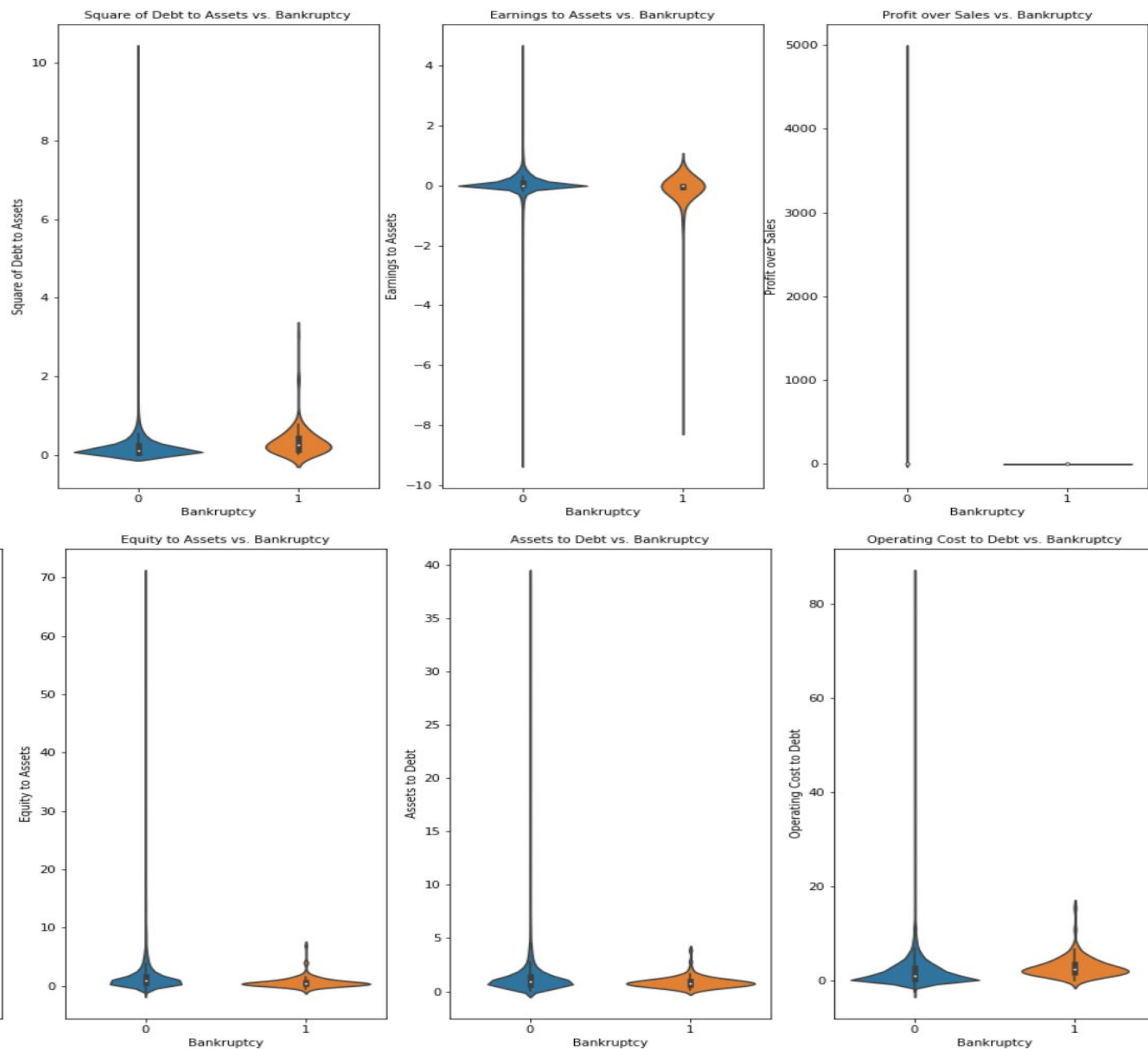 Square of Debt to Assets vs. Bankruptcy
Square of Debt to Assets
10
8
6
4
2
0
0 1
Bankruptcy
Earnings to Assets vs. Bankruptcy
Earnings to Assets
4
2
0
−2
−4
−6
−8
−10
0 1
Bankruptcy
Profit over Sales vs. Bankruptcy
Profit over Sales
5000
4000
3000
2000
1000
0
0 1
Bankruptcy
Equity to Assets vs. Bankruptcy
Equity to Assets
70
60
50
40
30
20
10
0
0 1
Bankruptcy
Assets to Debt vs. Bankruptcy
Assets to Debt
40
35
30
25
20
15
10
5
0
0 1
Bankruptcy
Operating Cost to Debt vs. Bankruptcy
Operating Cost to Debt
80
60
40
20
0
0 1
Bankruptcy